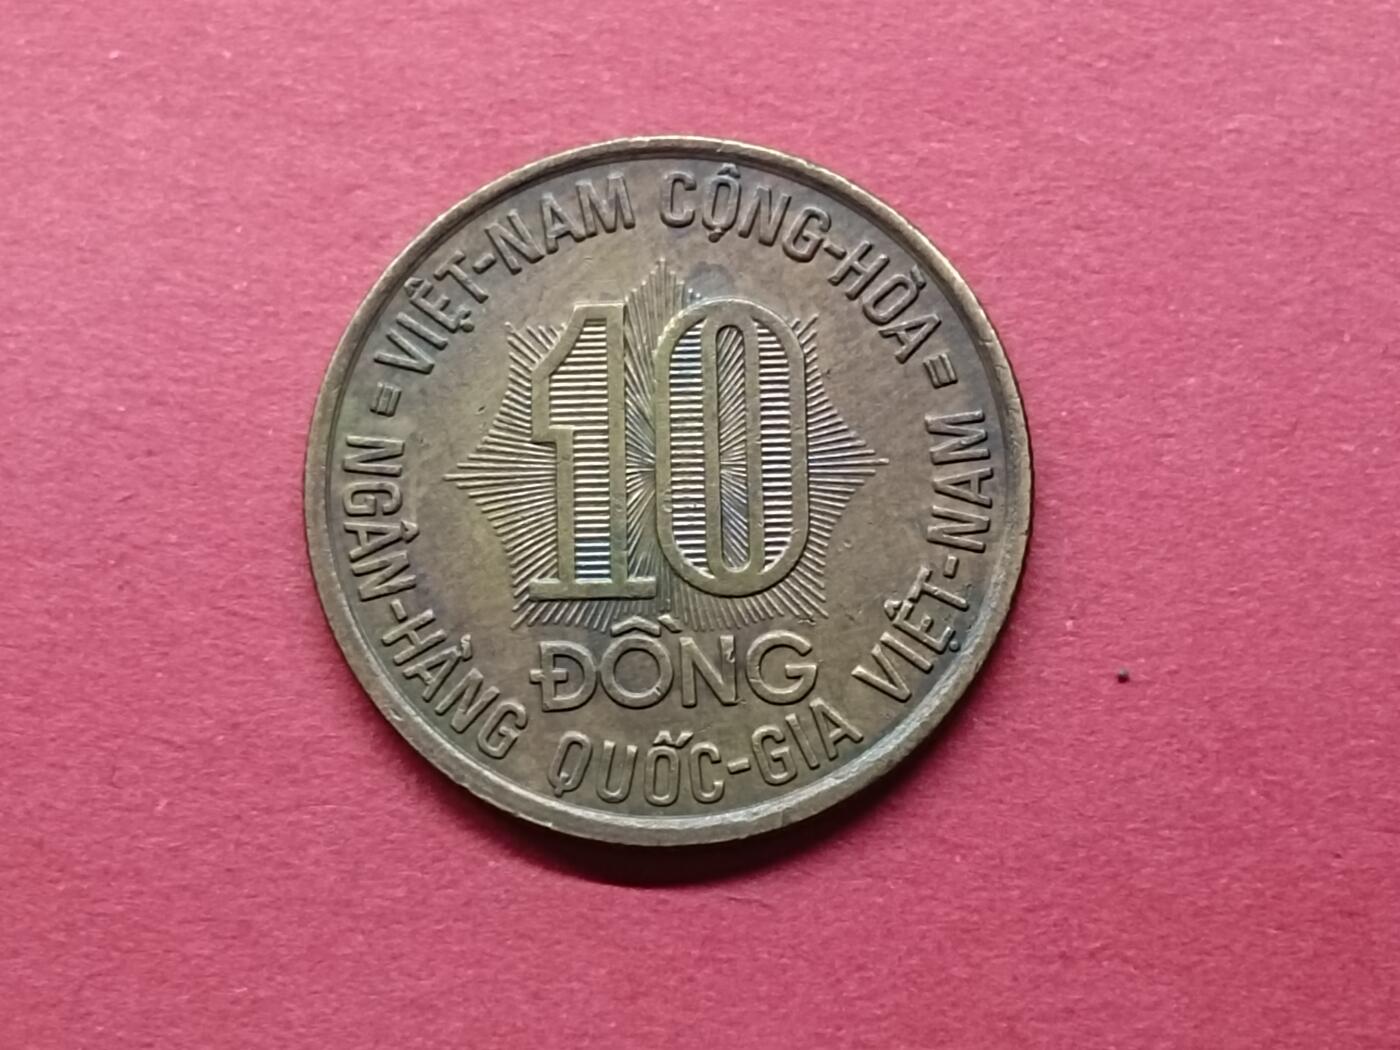 = VIỆT-NAM CỘNG-HÒA =
10
ĐỒNG
NGÂN-HÀNG QUỐC-GIA VIỆT-NAM